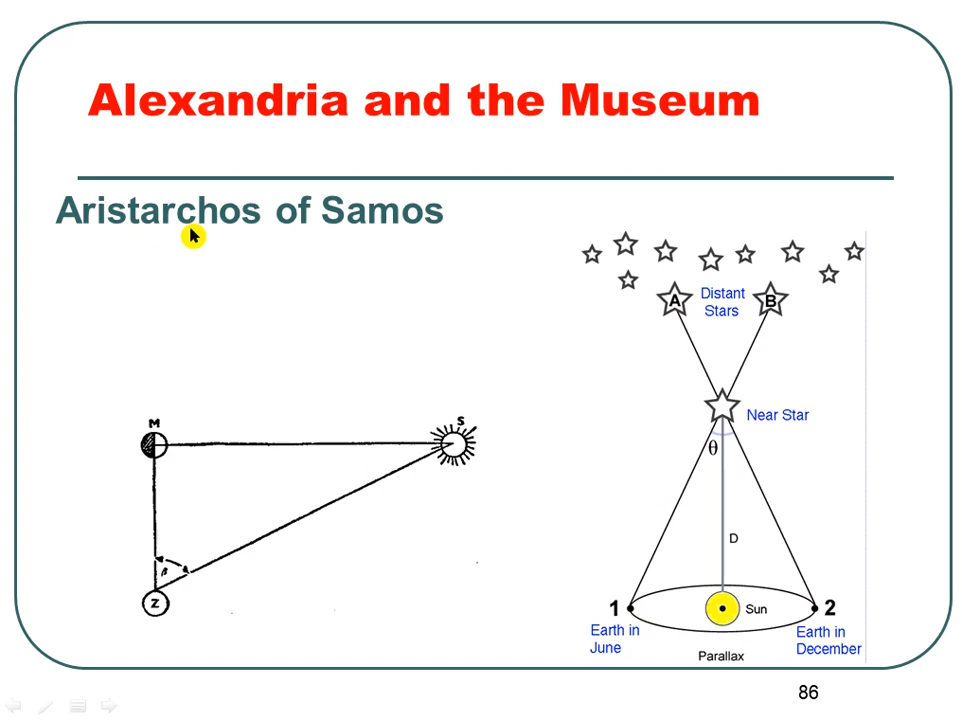 Alexandria and the Museum
Aristarchos of Samos
A
Distant
Stars
B
M
S
Near Star
θ
D
β
Z
1
Sun
2
Earth in
June
Earth in
December
Parallax
86